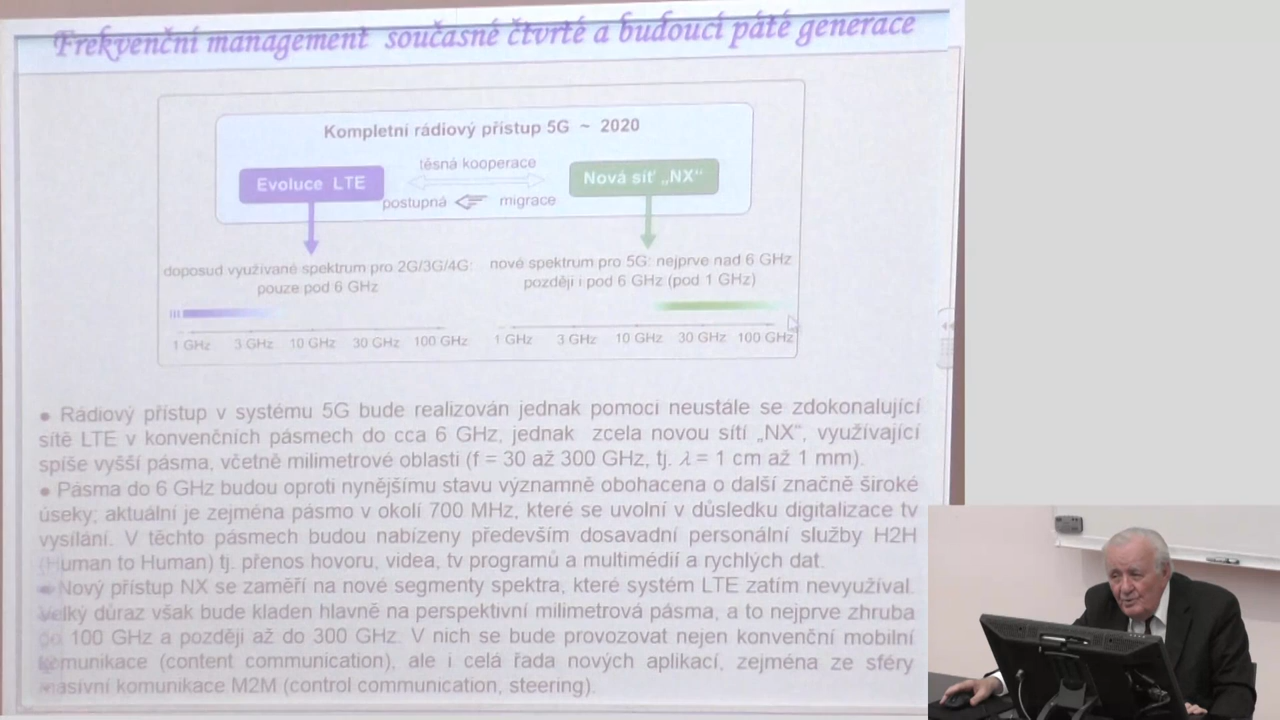 Frekvenční management současné čtvrté a budoucí páté generace
Kompletní rádiový přístup 5G ~ 2020
těsná kooperace
Evoluce LTE
Nová síť „NX“
postupná migrace
doposud využívané spektrum pro 2G/3G/4G:
pouze pod 6 GHz
nové spektrum pro 5G: nejprve nad 6 GHz
později i pod 6 GHz (pod 1 GHz)
1 GHz 3 GHz 10 GHz 30 GHz 100 GHz
1 GHz 3 GHz 10 GHz 30 GHz 100 GHz
● Rádiový přístup v systému 5G bude realizován jednak pomoci neustále se zdokonalující
sítě LTE v konvenčních pásmech do cca 6 GHz, jednak zcela novou sítí „NX“, využívající
spíše vyšší pásma, včetně milimetrové oblasti (f = 30 až 300 GHz, tj. λ = 1 cm až 1 mm).
● Pásma do 6 GHz budou oproti nynějšímu stavu významně obohacena o další značně široké
úseky; aktuální je zejména pásmo v okolí 700 MHz, které se uvolní v důsledku digitalizace tv
vysílání. V těchto pásmech budou nabízeny především dosavadní personální služby H2H
(Human to Human) tj. přenos hovoru, videa, tv programů a multimédií a rychlých dat.
● Nový přístup NX se zaměří na nové segmenty spektra, které systém LTE zatím nevyužíval.
Velký důraz však bude kladen hlavně na perspektivní milimetrová pásma, a to nejprve zhruba
do 100 GHz a později až do 300 GHz. V nich se bude provozovat nejen konvenční mobilní
komunikace (content communication), ale i celá řada nových aplikací, zejména ze sféry
masívní komunikace M2M (control communication, steering).